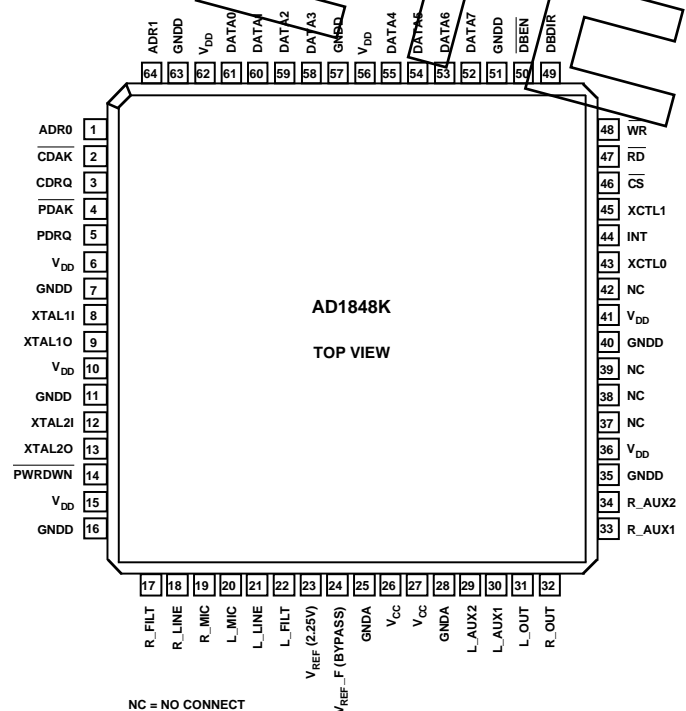 ADR1 GNDD VDD DATA0 DATA1 DATA2 DATA3 GNDD VDD DATA4 DATA5 DATA6 DATA7 GNDD DBEN DBDIR
64 63 62 61 60 59 58 57 56 55 54 53 52 51 50 49
ADR0 1
CDAK 2
CDRQ 3
PDAK 4
PDRQ 5
VDD 6
GNDD 7
XTAL1I 8
XTAL1O 9
VDD 10
GNDD 11
XTAL2I 12
XTAL2O 13
PWRDWN 14
VDD 15
GNDD 16
AD1848K
TOP VIEW
48 WR
47 RD
46 CS
45 XCTL1
44 INT
43 XCTL0
42 NC
41 VDD
40 GNDD
39 NC
38 NC
37 NC
36 VDD
35 GNDD
34 R_AUX2
33 R_AUX1
17 18 19 20 21 22 23 24 25 26 27 28 29 30 31 32
R_FILT R_LINE R_MIC L_MIC L_LINE L_FILT VREF (2.25V) VREF_F (BYPASS) GNDA VCC VCC GNDA L_AUX2 L_AUX1 L_OUT R_OUT
NC = NO CONNECT